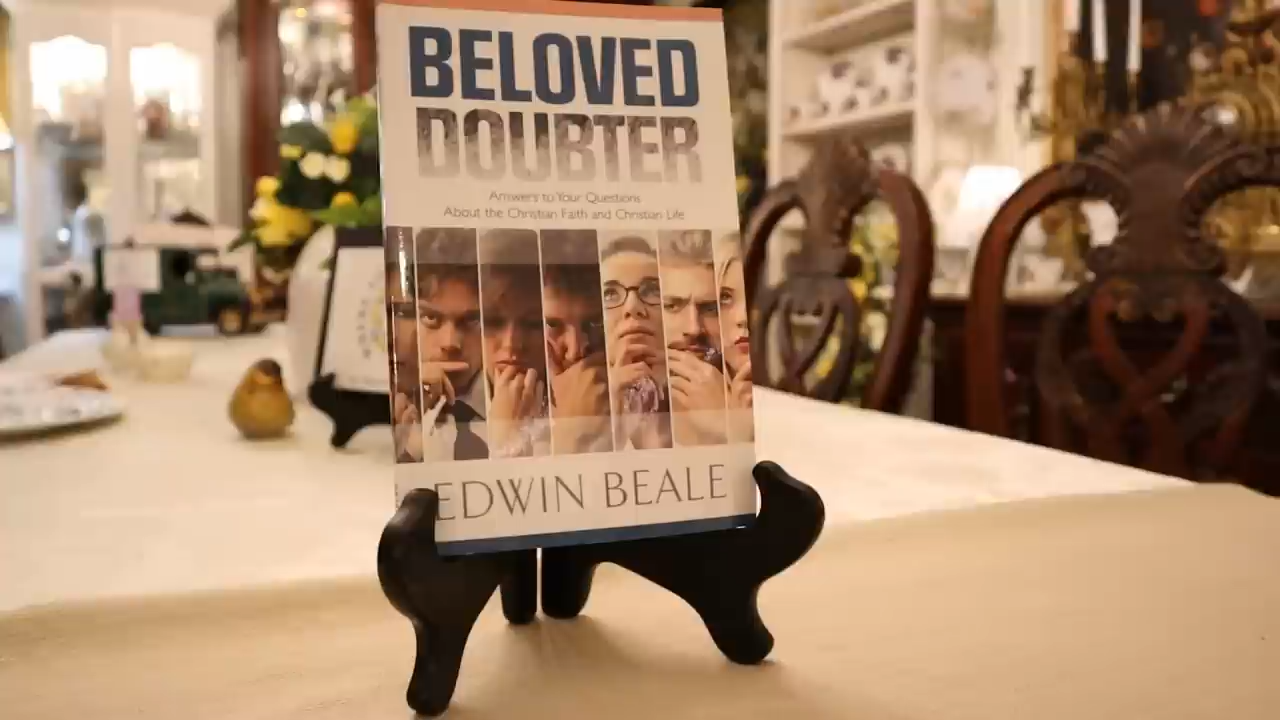 BELOVED
DOUBTER
Answers to Your Questions
About the Christian Faith and Christian Life
EDWIN BEALE